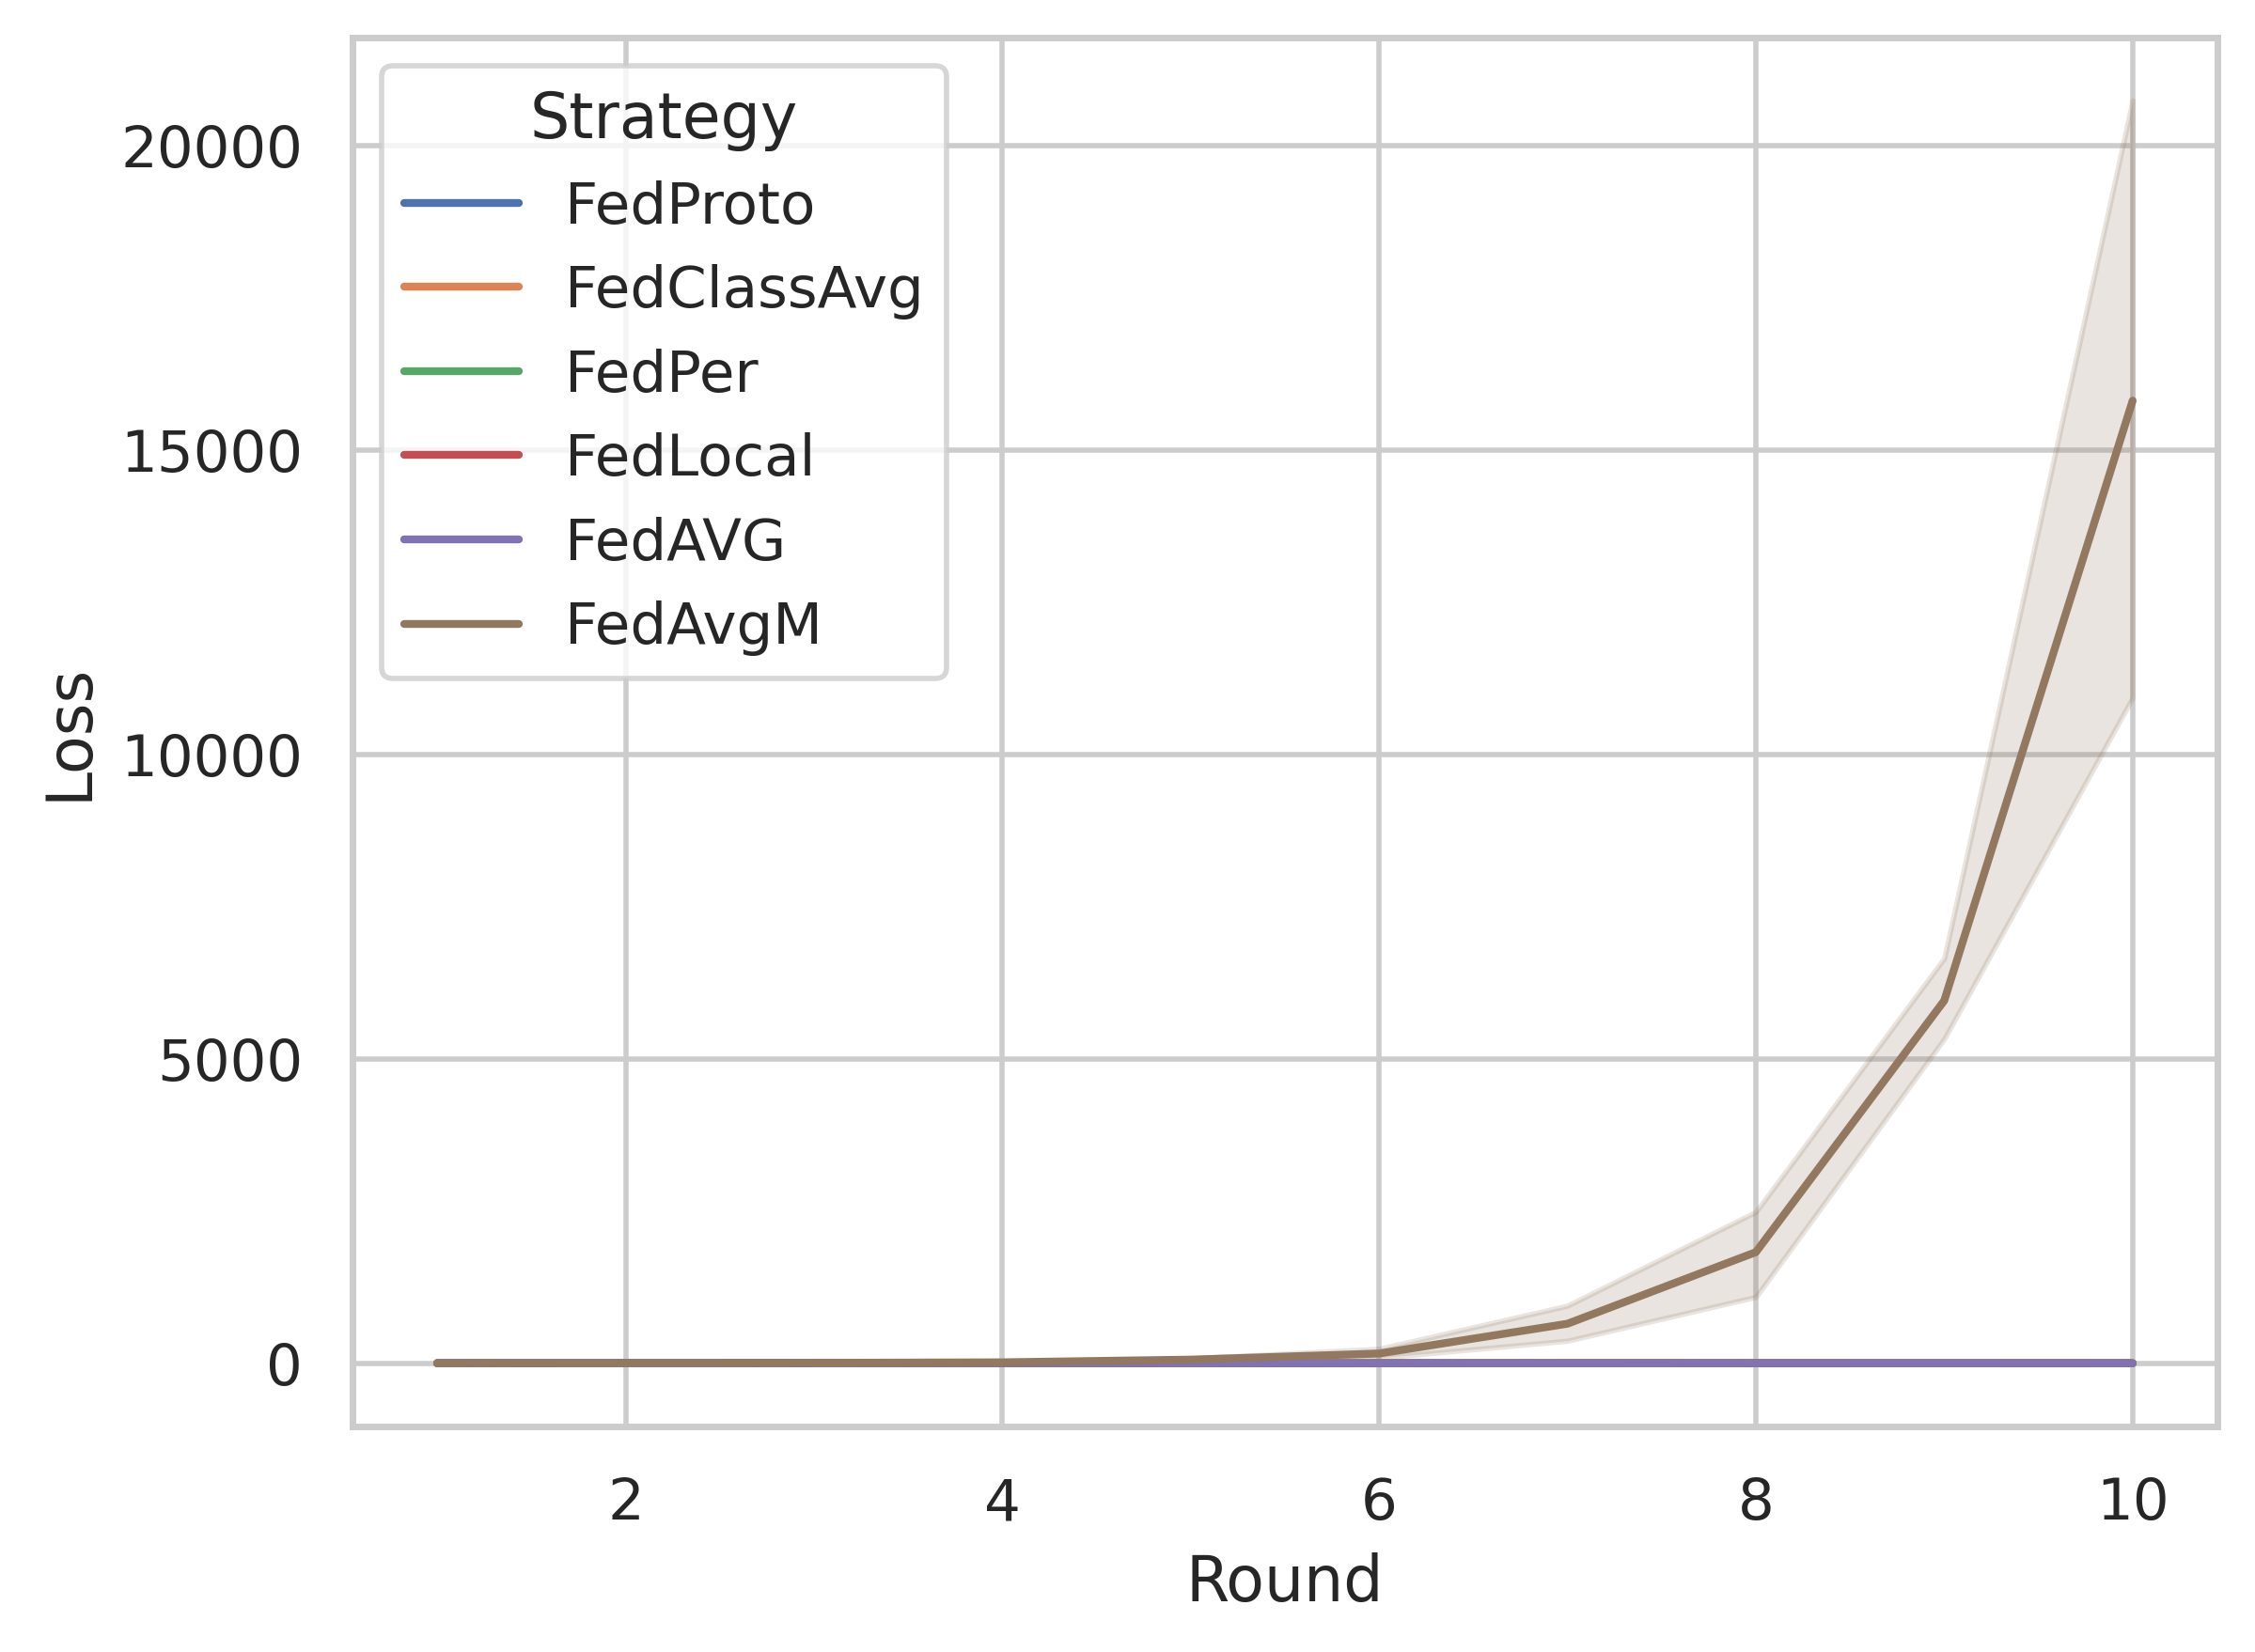 Strategy
FedProto
FedClassAvg
FedPer
FedLocal
FedAVG
FedAvgM
Loss
20000
15000
10000
5000
0
2 4 6 8 10
Round